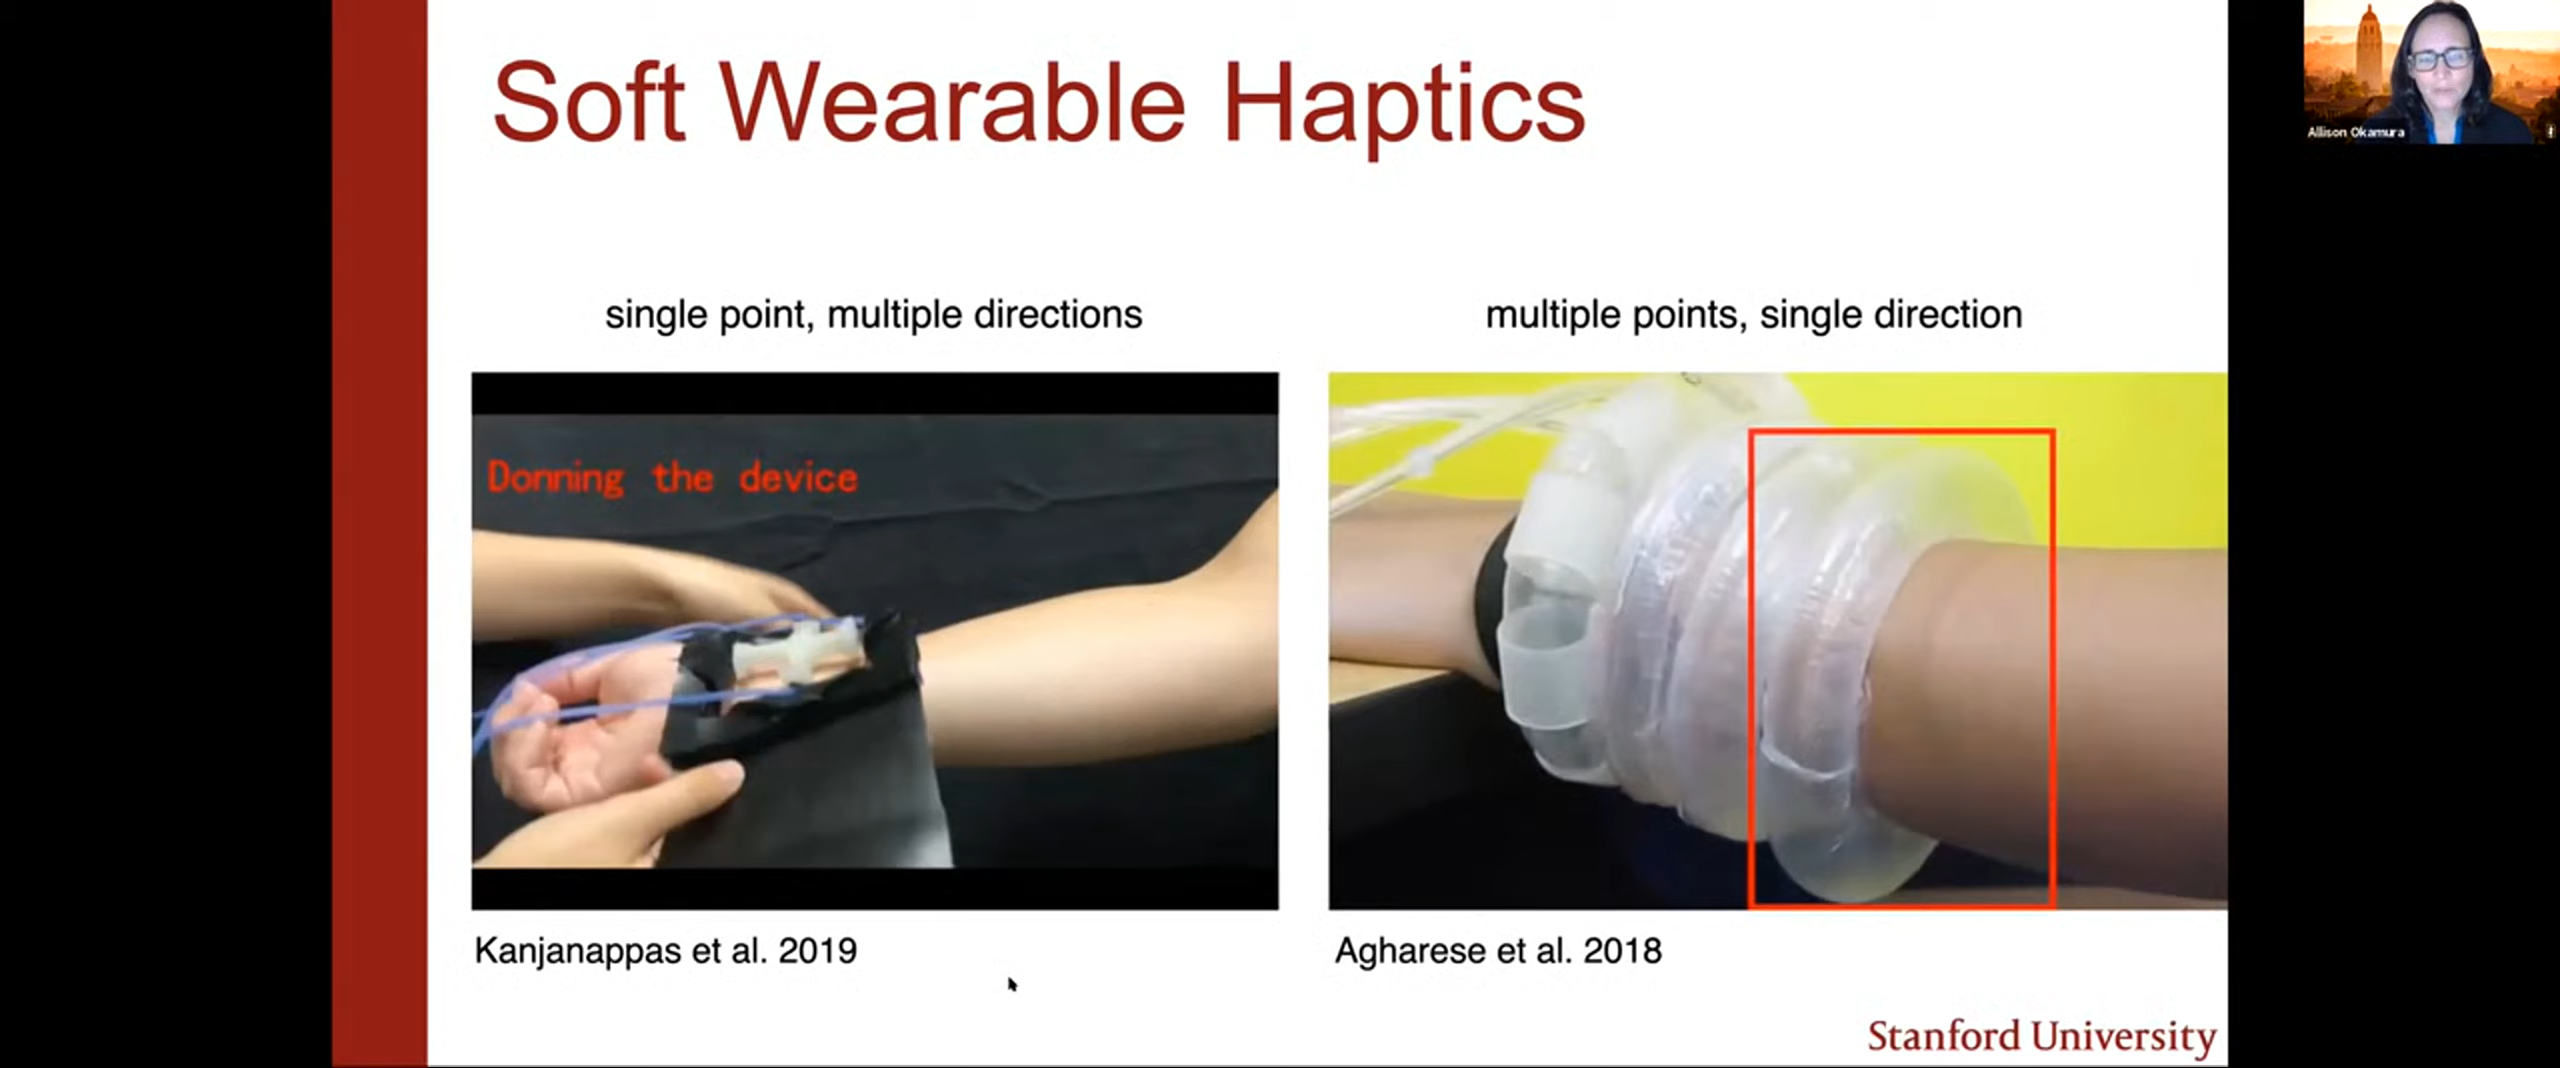 Soft Wearable Haptics
Allison Okamura
single point, multiple directions
multiple points, single direction
Donning the device
Kanjanappas et al. 2019
Agharese et al. 2018
Stanford University